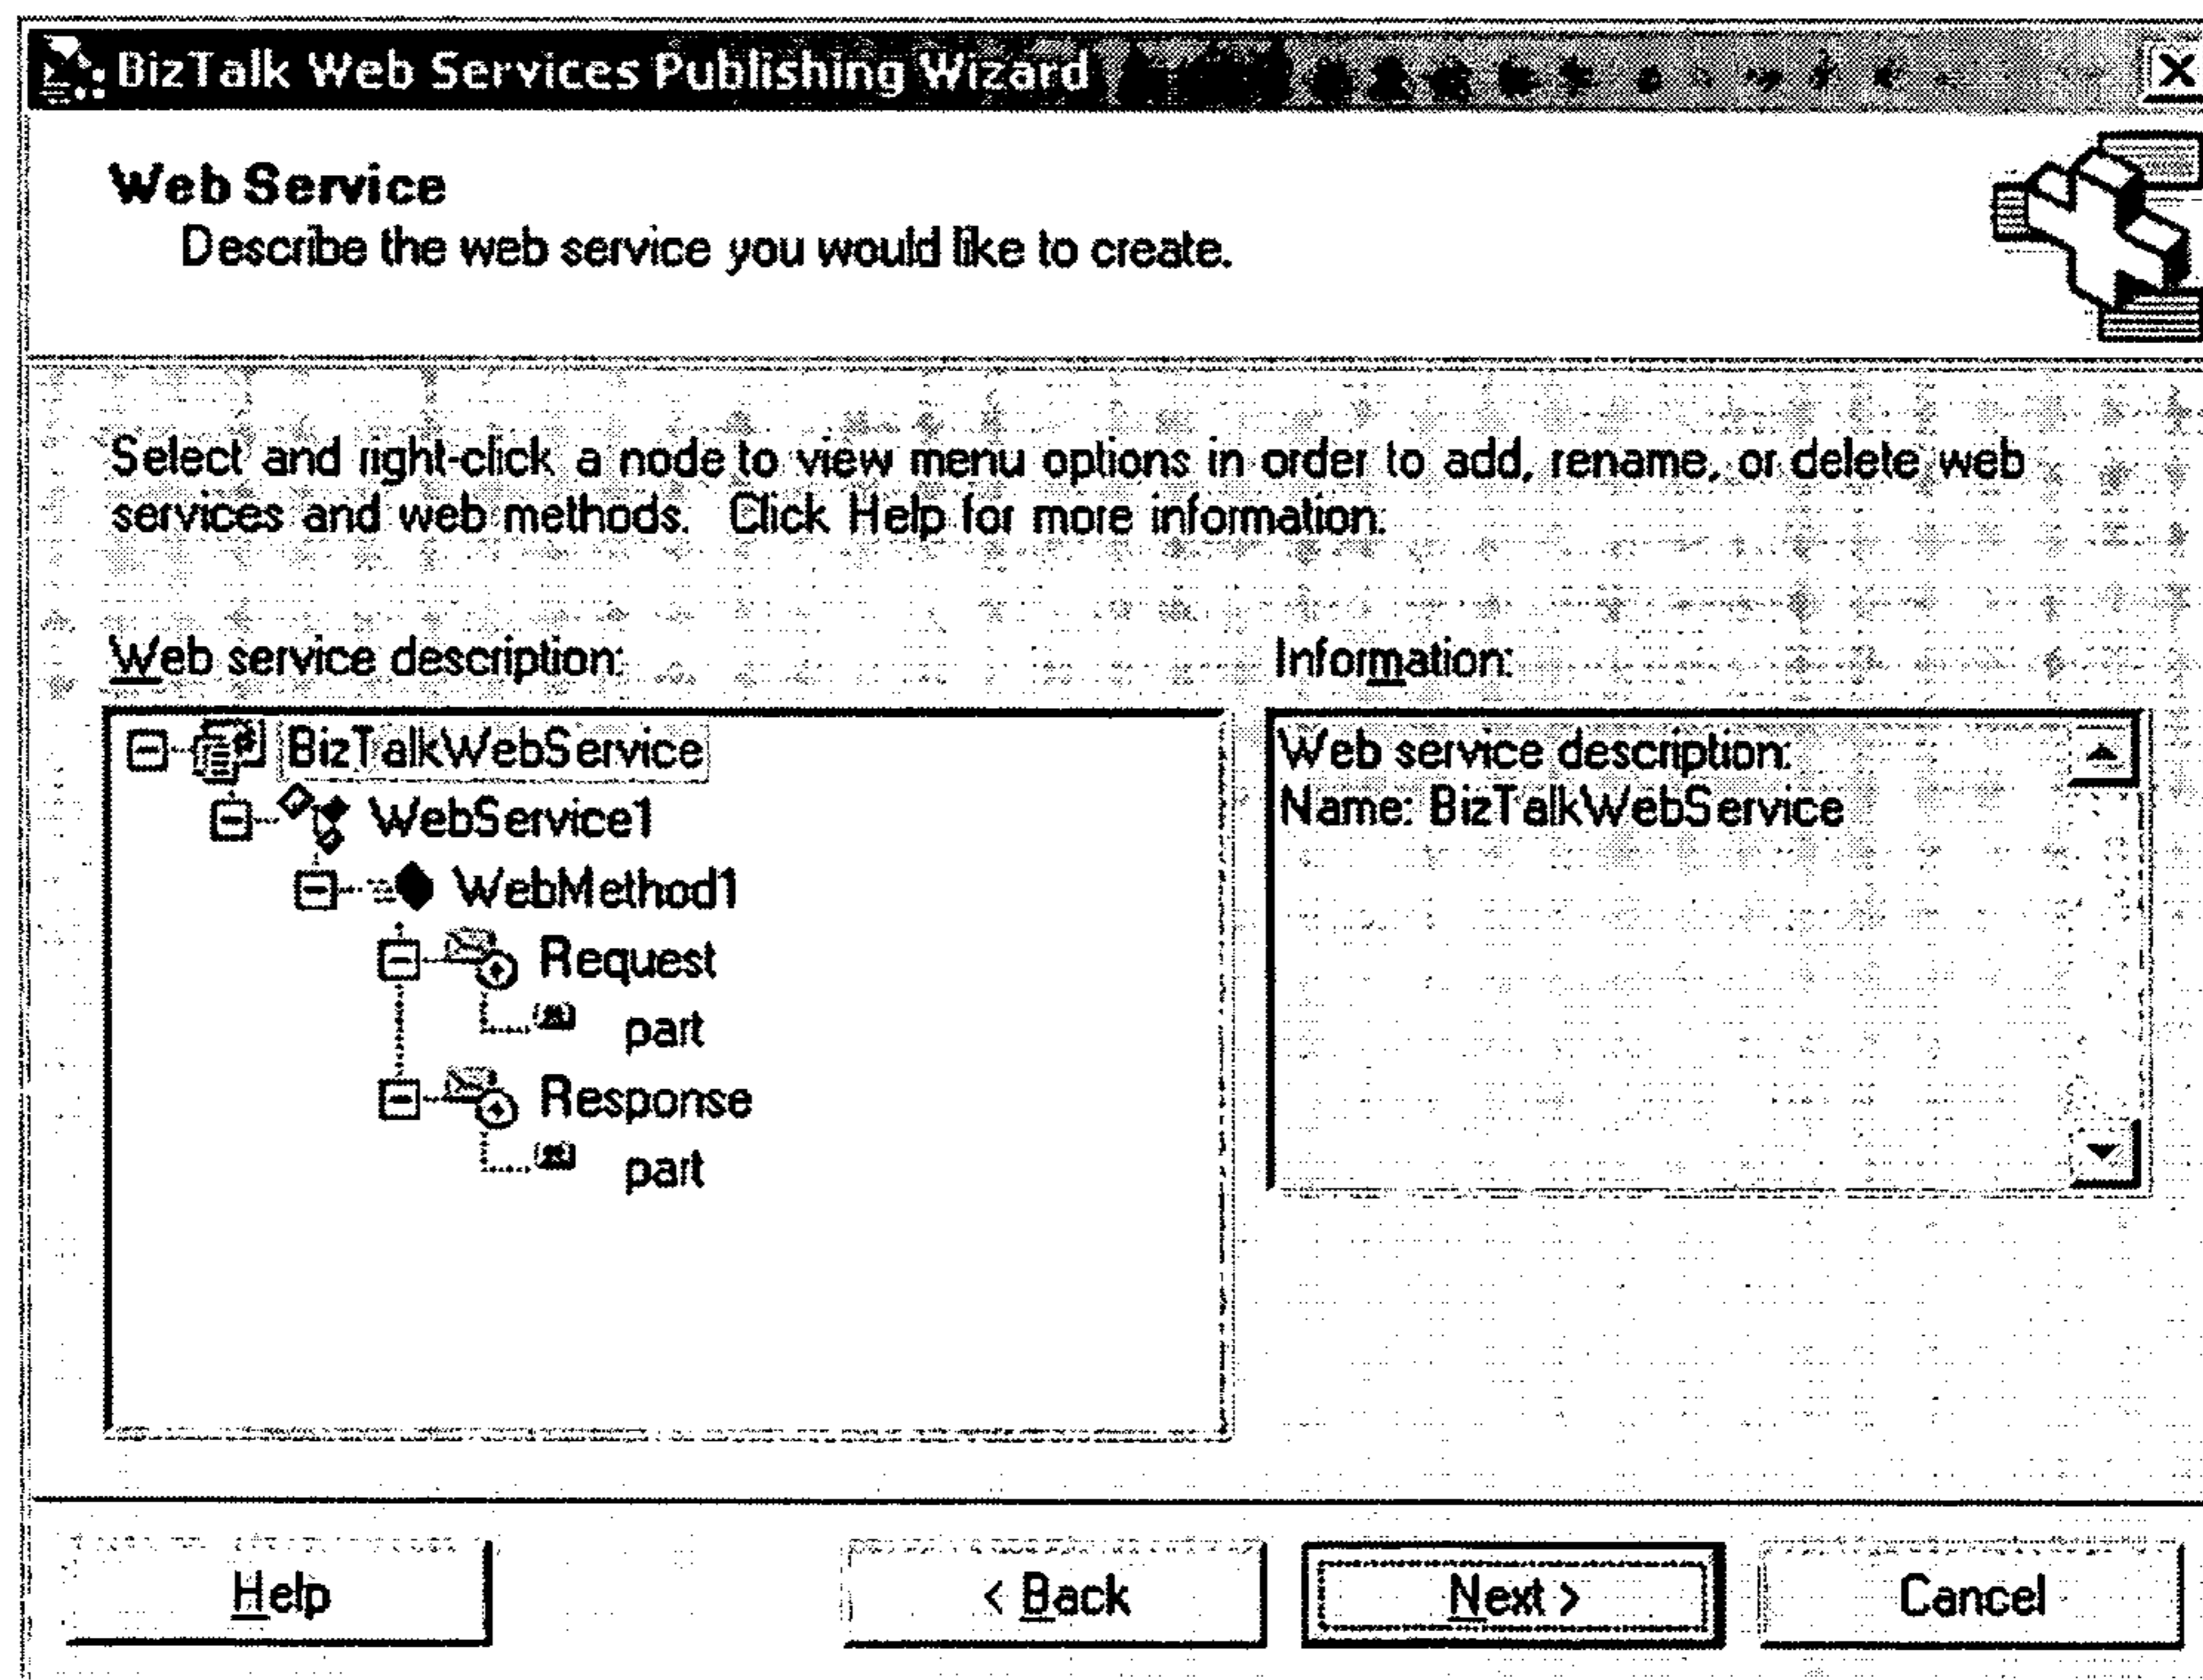 BizTalk Web Services Publishing Wizard
Web Service
Describe the web service you would like to create.
Select and right-click a node to view menu options in order to add, rename, or delete web
services and web methods. Click Help for more information.
Web service description:
Information:
BizTalkWebService
WebService1
WebMethod1
Request
part
Response
part
Web service description:
Name: BizTalkWebService
Help
< Back
Next >
Cancel